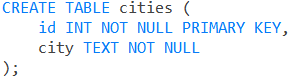 CREATE TABLE cities (
    id INT NOT NULL PRIMARY KEY,
    city TEXT NOT NULL
);